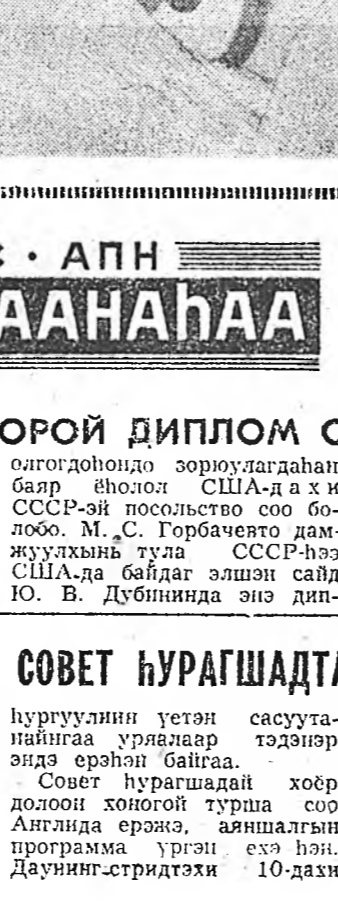 · АПН
ААНАҺАА
ОРОЙ ДИПЛОМ
олгогдоһондо зорюулагдаһан
баяр ёһолол США-дахи
СССР-эй посольство соо бо-
лобо. М. С. Горбачевто дам-
жуулхынь тула СССР-һээ
США-да байдаг элшэн сайд
Ю. В. Дубининда энэ дип-
СОВЕТ ҺУРАГШАДТА
һургуулиин үетэн сасуута-
найнгаа уряалаар тэдэнэр
эндэ ерэһэн байгаа.
Совет һурагшадай хоёр
долоон хоногой турша соо
Англида ерэжэ, аяншалгын
программа үргэн ехэ һэн.
Даунинг-стридтэхи 10-дахи